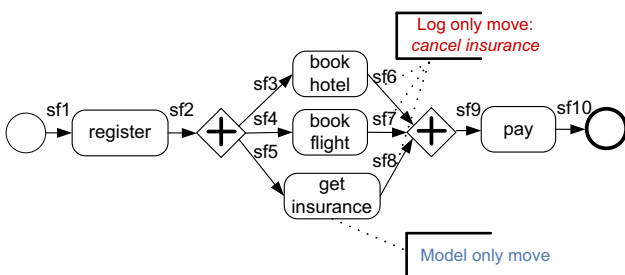 Log only move:
cancel insurance
sf3
book
hotel
sf6
sf1
register
sf2
sf4
book
flight
sf7
sf9
pay
sf10
sf5
get
insurance
sf8
Model only move